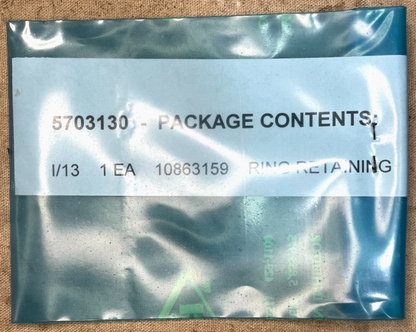 5703130 - PACKAGE CONTENTS:
I/13 1 EA 10863159 RING RETAINING